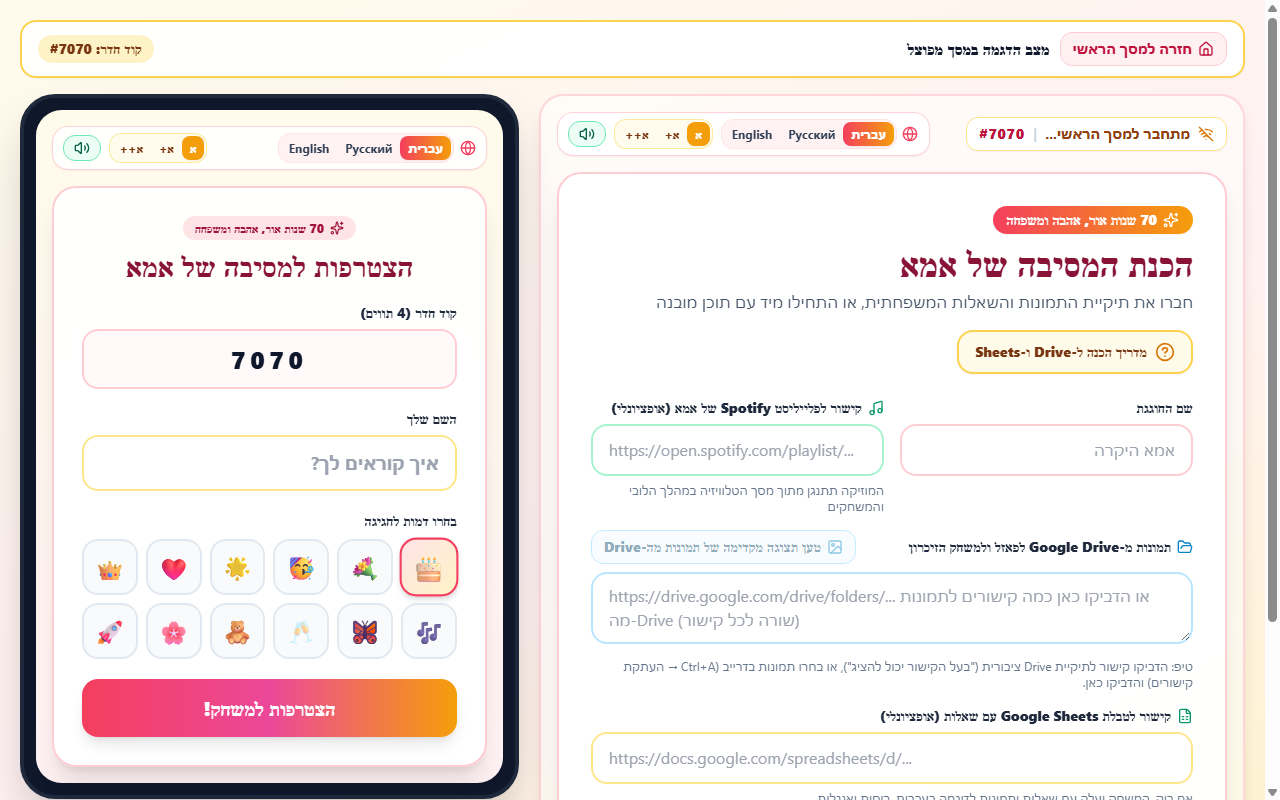 חזרה למסך הראשי
מצב הדגמה במסך מפוצל
קוד חדר: #7070
מתחבר למסך הראשי... | #7070
עברית
Русский
English
א
א+
א++
70 שנות אור, אהבה ומשפחה
הכנת המסיבה של אמא
חברו את תיקיית התמונות והשאלות המשפחתית, או התחילו מיד עם תוכן מובנה
מדריך הכנה ל-Drive ו-Sheets
שם החוגגת
אמא היקרה
קישור לפלייליסט Spotify של אמא (אופציונלי)
https://open.spotify.com/playlist/...
המוזיקה תתנגן מתוך מסך הטלוויזיה במהלך הלובי
והמשחקים
תמונות מ-Google Drive לפאזל ולמשחק הזיכרון
טען תצוגה מקדימה של תמונות מה-Drive
https://drive.google.com/drive/folders/... או הדביקו כאן כמה קישורים לתמונות
מה-Drive (שורה לכל קישור)
טיפ: הדביקו קישור לתיקיית Drive ציבורית ("בעל הקישור יכול להציג"), או בחרו תמונות בדרייב (Ctrl+A → העתקת
קישורים) והדביקו כאן.
קישור לטבלת Google Sheets עם שאלות (אופציונלי)
https://docs.google.com/spreadsheets/d/...
עברית
Русский
English
א
א+
א++
70 שנות אור, אהבה ומשפחה
הצטרפות למסיבה של אמא
קוד חדר (4 תווים)
7070
השם שלך
איך קוראים לך?
בחרו דמות לחגיגה
הצטרפות למשחק!